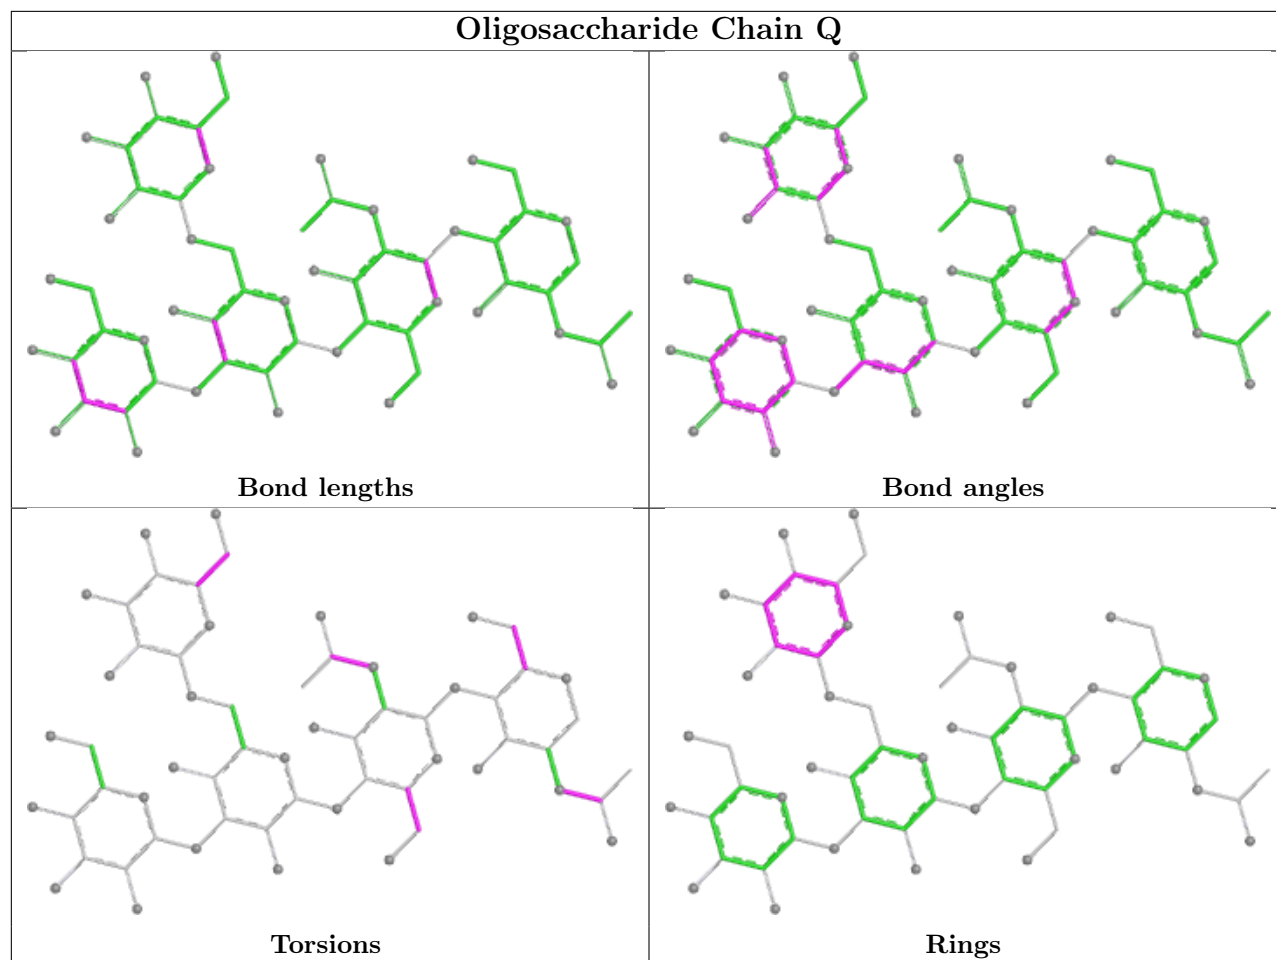 Oligosaccharide Chain Q
Bond lengths
Bond angles
Torsions
Rings